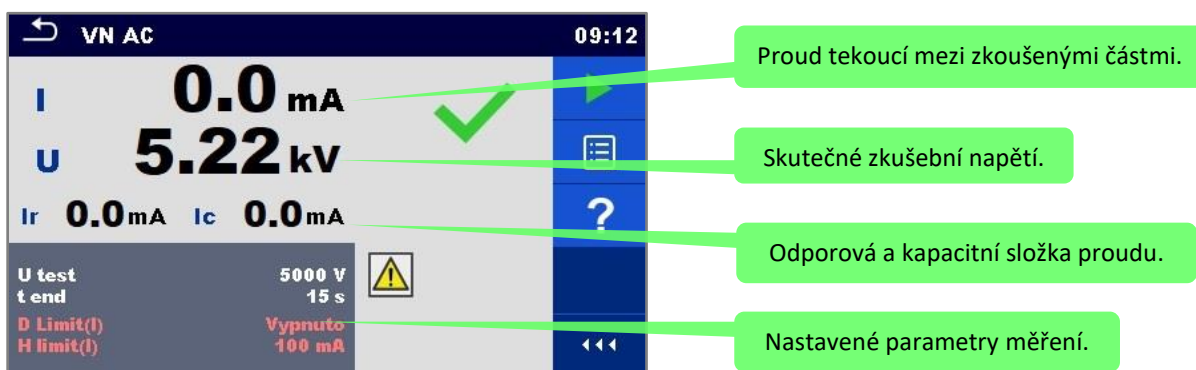 VN AC 09:12
I 0.0 mA
Proud tekoucí mezi zkoušenými částmi.
U 5.22 kV
Skutečné zkušební napětí.
Ir 0.0 mA Ic 0.0 mA
?
Odporová a kapacitní složka proudu.
U test 5000 V
t end 15 s
D Limit(I) Vypnuto
H limit(I) 100 mA
Nastavené parametry měření.